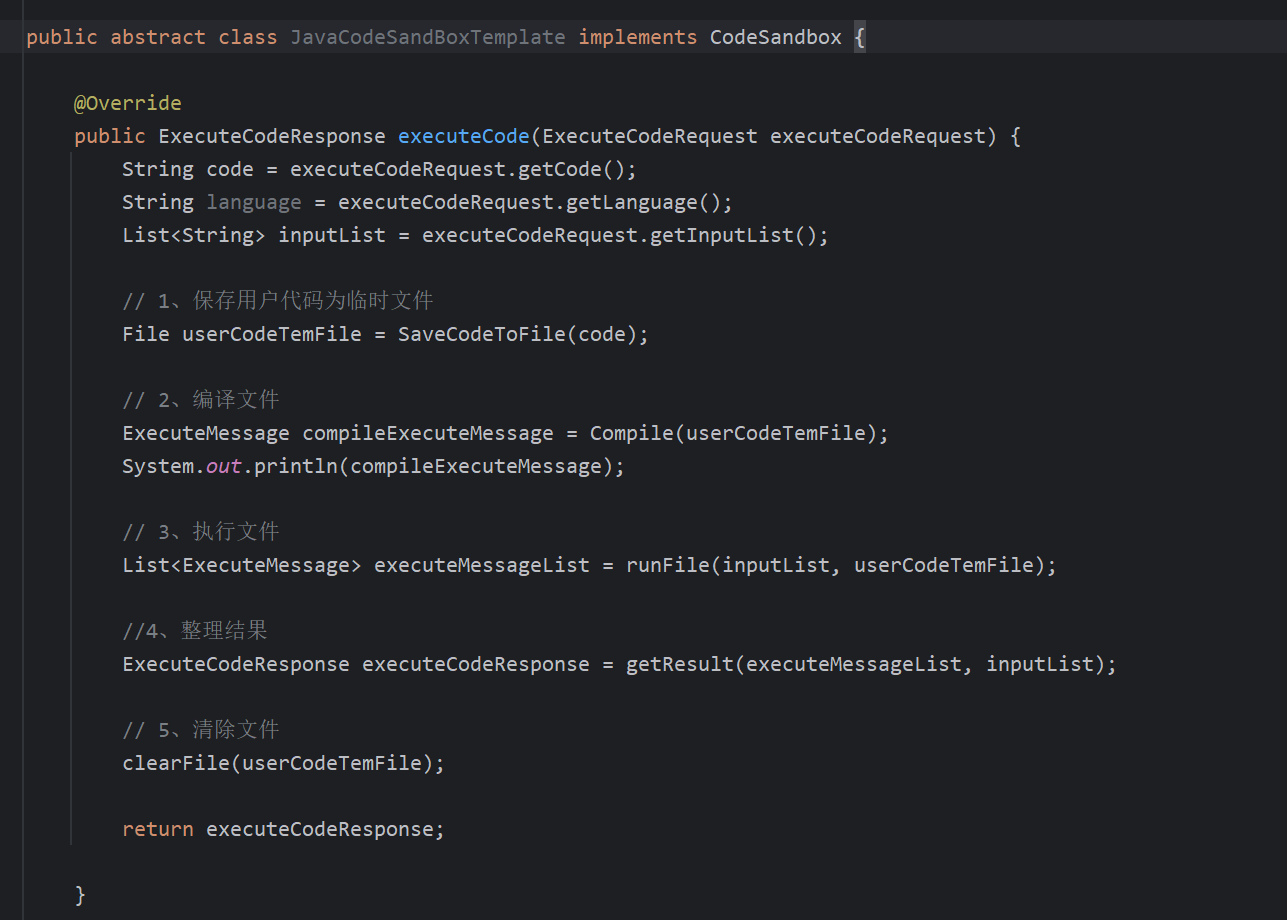 public abstract class JavaCodeSandBoxTemplate implements CodeSandbox {
@Override
public ExecuteCodeResponse executeCode(ExecuteCodeRequest executeCodeRequest) {
String code = executeCodeRequest.getCode();
String language = executeCodeRequest.getLanguage();
List<String> inputList = executeCodeRequest.getInputList();
// 1、保存用户代码为临时文件
File userCodeTemFile = SaveCodeToFile(code);
// 2、编译文件
ExecuteMessage compileExecuteMessage = Compile(userCodeTemFile);
System.out.println(compileExecuteMessage);
// 3、执行文件
List<ExecuteMessage> executeMessageList = runFile(inputList, userCodeTemFile);
//4、整理结果
ExecuteCodeResponse executeCodeResponse = getResult(executeMessageList, inputList);
// 5、清除文件
clearFile(userCodeTemFile);
return executeCodeResponse;
}